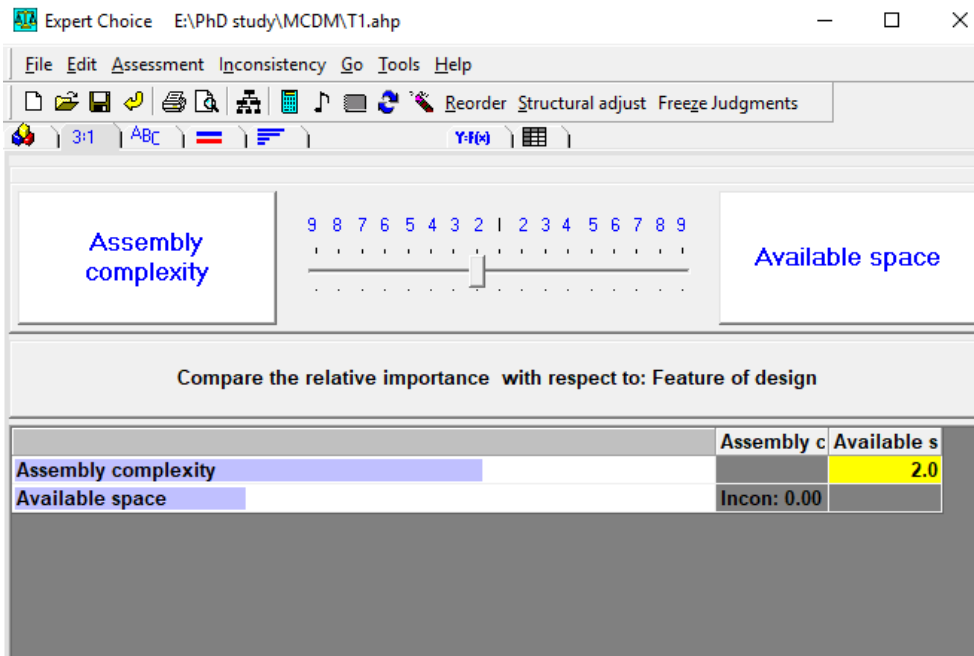 Expert Choice E:\PhD study\MCDM\T1.ahp
File Edit Assessment Inconsistency Go Tools Help
Reorder Structural adjust Freeze Judgments
3:1 ABC Y=F(x)
9 8 7 6 5 4 3 2 1 2 3 4 5 6 7 8 9
Assembly
complexity
Available space
Compare the relative importance with respect to: Feature of design
Assembly c Available s
Assembly complexity 2.0
Available space Incon: 0.00